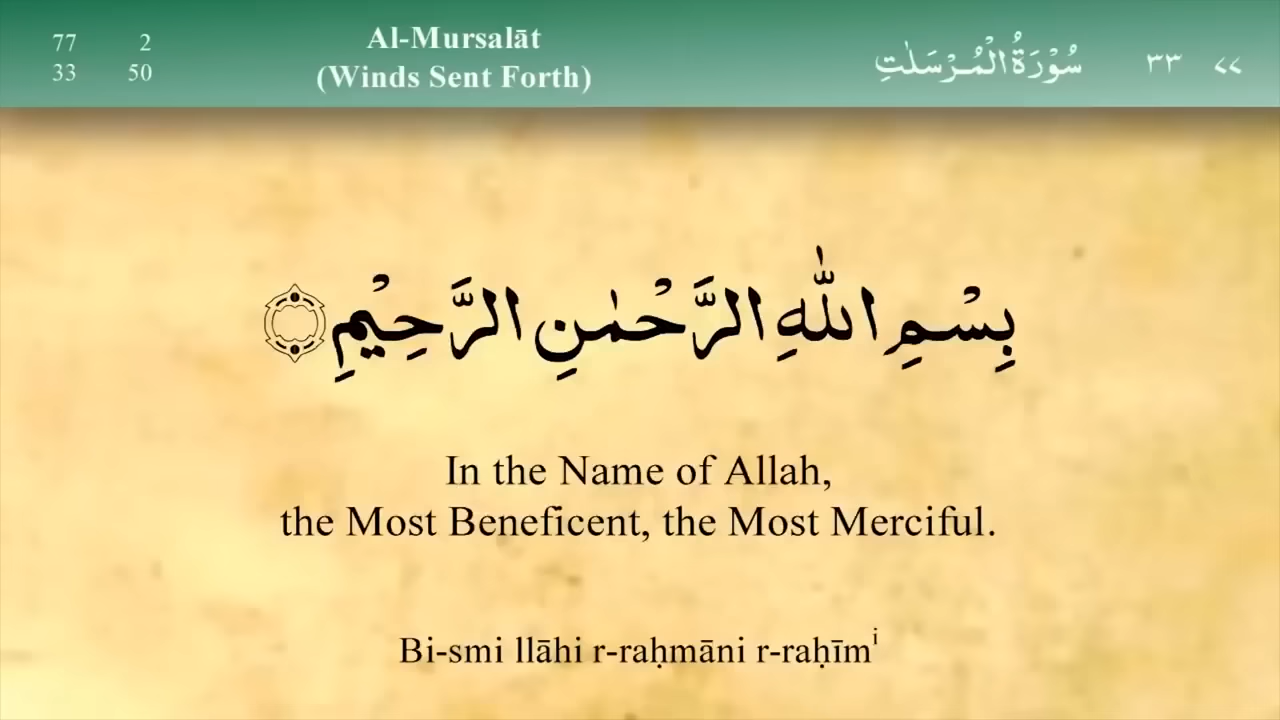 77 2
33 50
Al-Mursalāt
(Winds Sent Forth)
سُوْرَةُ الْمُرْسَلٰتِ ٣٣ ٧٧
بِسْمِ اللّٰهِ الرَّحْمٰنِ الرَّحِيْمِ
In the Name of Allah,
the Most Beneficent, the Most Merciful.
Bi-smi llāhi r-raḥmāni r-raḥīmⁱ